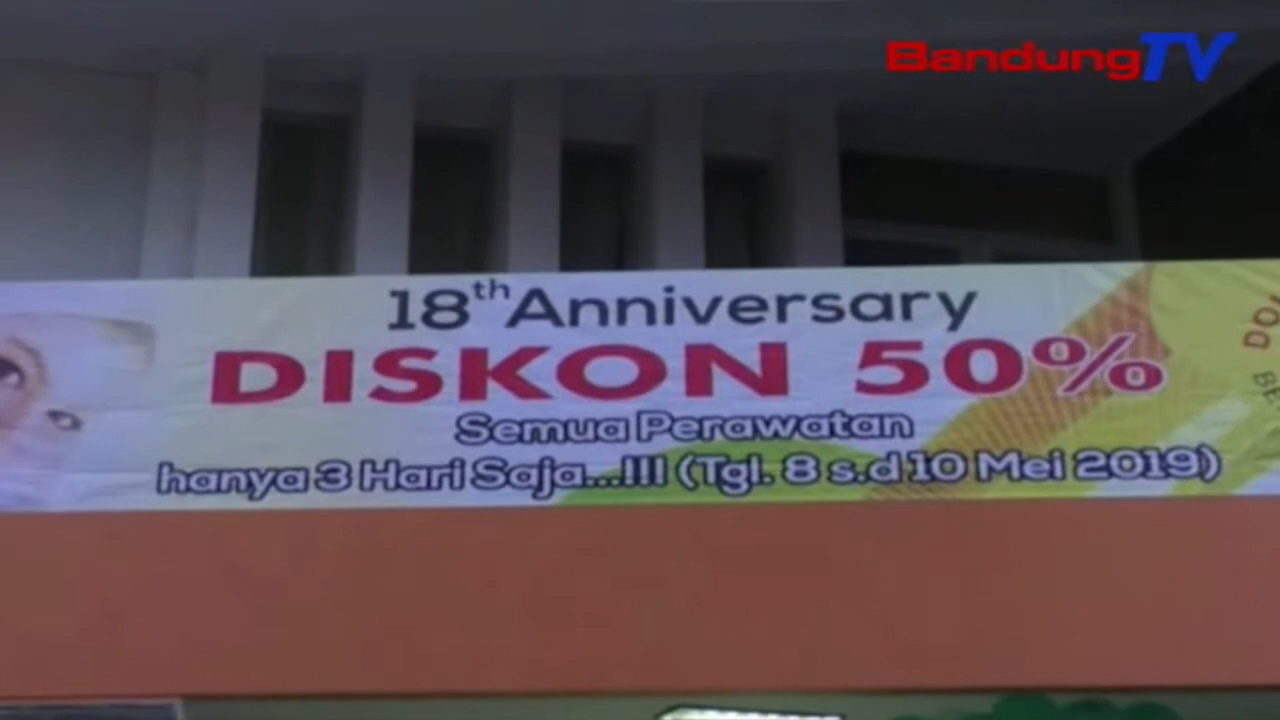 BandungTV
18th Anniversary
DISKON 50%
Semua Perawatan
hanya 3 Hari Saja...!!! (Tgl. 8 s.d 10 Mei 2019)